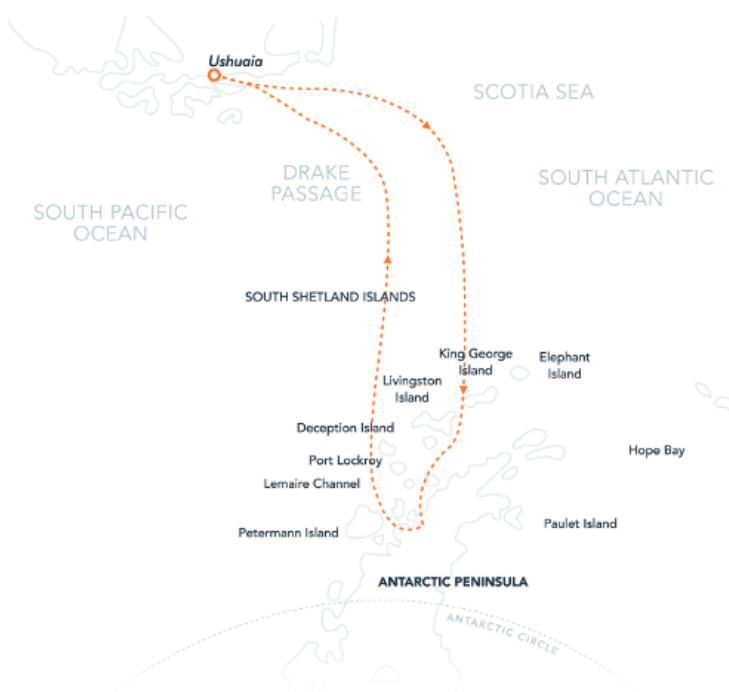 Ushuaia
SCOTIA SEA
DRAKE
PASSAGE
SOUTH ATLANTIC
OCEAN
SOUTH PACIFIC
OCEAN
SOUTH SHETLAND ISLANDS
King George
Island
Elephant
Island
Livingston
Island
Deception Island
Hope Bay
Port Lockroy
Lemaire Channel
Paulet Island
Petermann Island
ANTARCTIC PENINSULA
ANTARCTIC CIRCLE